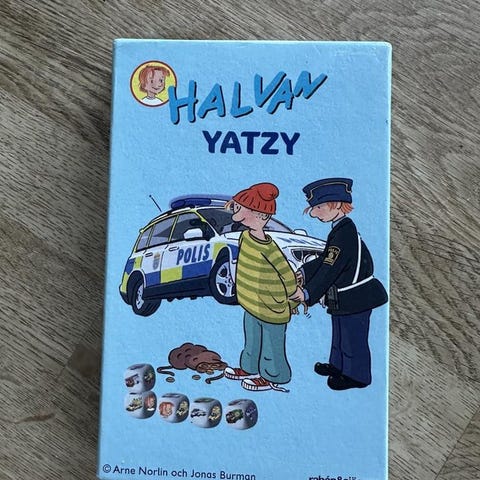 HALVAN
YATZY
POLIS
© Arne Norlin och Jonas Burman